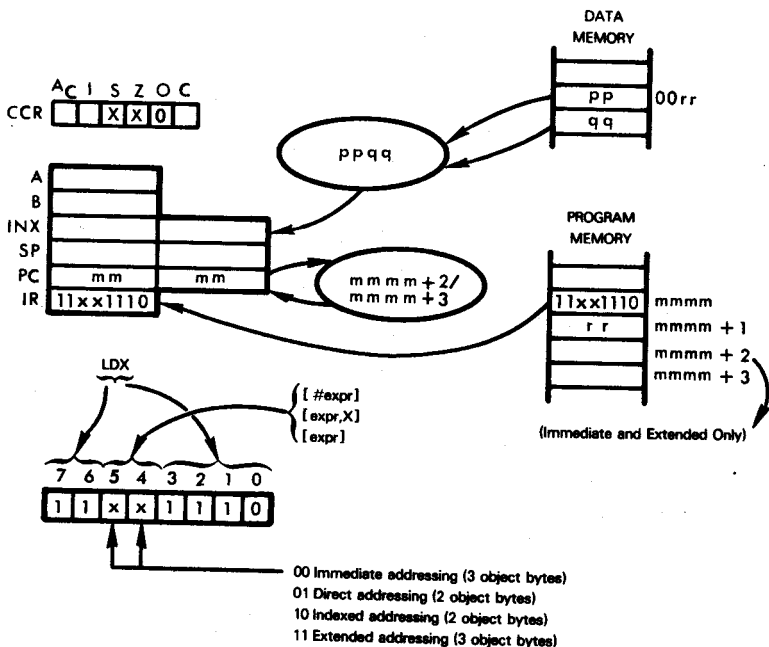 DATA
MEMORY
pp 00rr
qq
AC I S Z O C
CCR X X 0
ppqq
A
B
INX
SP
PC mm mm
IR 11xx1110
mmmm+2/
mmmm+3
PROGRAM
MEMORY
11xx1110 mmmm
rr mmmm + 1
mmmm + 2
mmmm + 3
(Immediate and Extended Only)
LDX
[ #expr]
[expr,X]
[expr]
7 6 5 4 3 2 1 0
1 1 x x 1 1 1 0
00 Immediate addressing (3 object bytes)
01 Direct addressing (2 object bytes)
10 Indexed addressing (2 object bytes)
11 Extended addressing (3 object bytes)